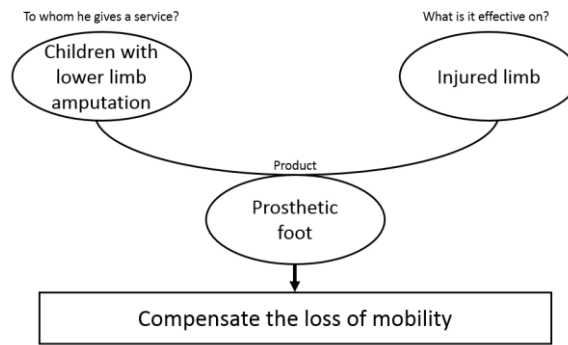 To whom he gives a service?
What is it effective on?
Children with
lower limb
amputation
Injured limb
Product
Prosthetic
foot
Compensate the loss of mobility